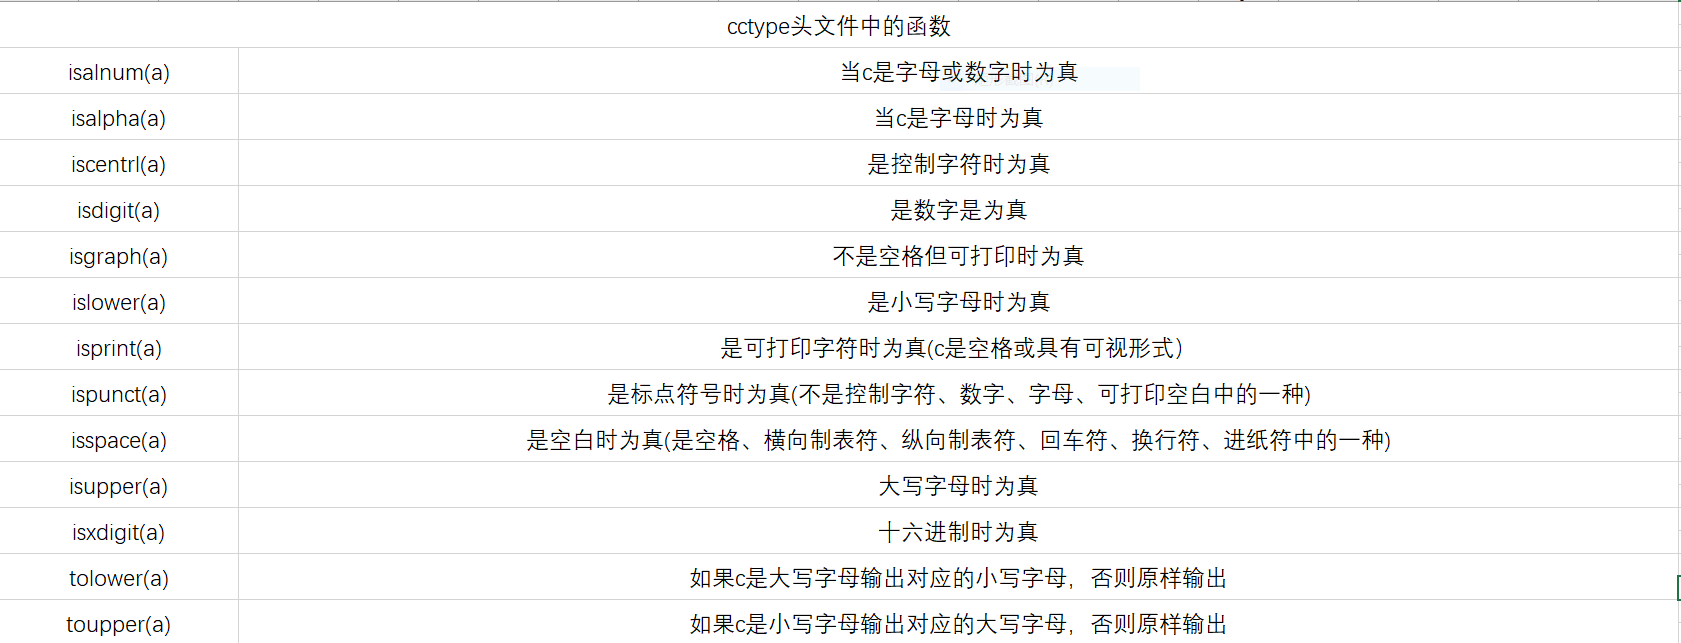 cctype头文件中的函数
isalnum(a) 当c是字母或数字时为真
isalpha(a) 当c是字母时为真
iscentrl(a) 是控制字符时为真
isdigit(a) 是数字是为真
isgraph(a) 不是空格但可打印时为真
islower(a) 是小写字母时为真
isprint(a) 是可打印字符时为真(c是空格或具有可视形式）
ispunct(a) 是标点符号时为真(不是控制字符、数字、字母、可打印空白中的一种)
isspace(a) 是空白时为真(是空格、横向制表符、纵向制表符、回车符、换行符、进纸符中的一种)
isupper(a) 大写字母时为真
isxdigit(a) 十六进制时为真
tolower(a) 如果c是大写字母输出对应的小写字母，否则原样输出
toupper(a) 如果c是小写字母输出对应的大写字母，否则原样输出